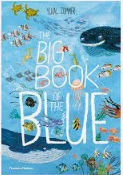 YUVAL ZOMMER
THE
BIG
BOOK
OF THE
BLUE